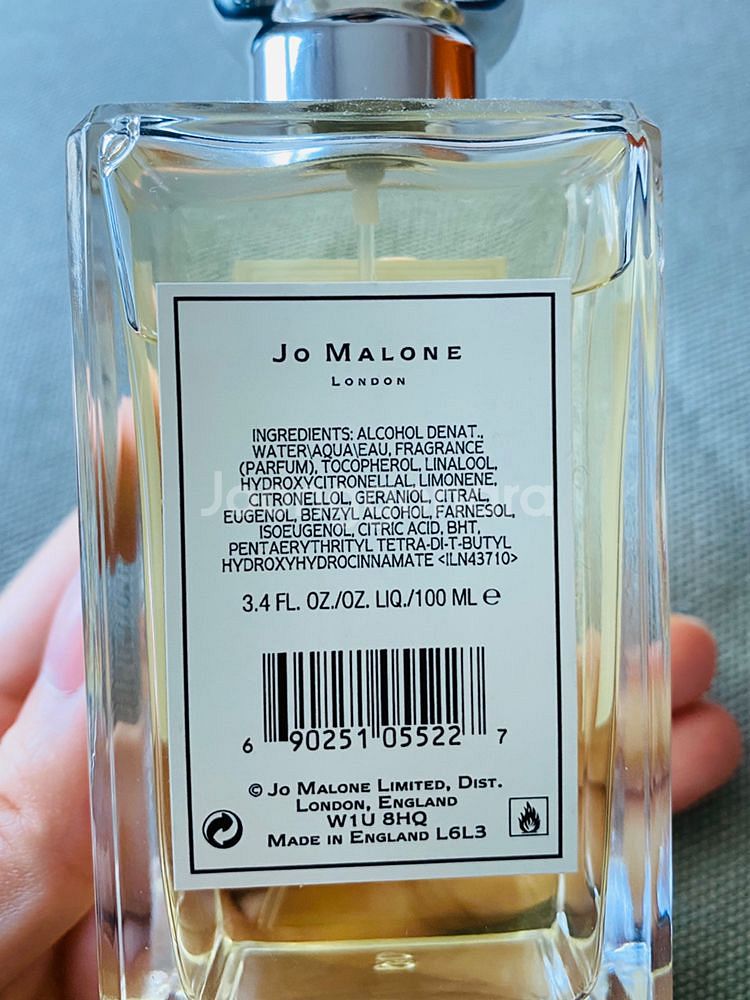 Jo Malone
London
INGREDIENTS: ALCOHOL DENAT.,
WATER\AQUA\EAU, FRAGRANCE
(PARFUM), TOCOPHEROL, LINALOOL,
HYDROXYCITRONELLAL, LIMONENE,
CITRONELLOL, GERANIOL, CITRAL,
EUGENOL, BENZYL ALCOHOL, FARNESOL,
ISOEUGENOL, CITRIC ACID, BHT,
PENTAERYTHRITYL TETRA-DI-T-BUTYL
HYDROXYHYDROCINNAMATE <ILN43710>
3.4 FL. OZ./OZ. LIQ./100 ML ℮
6 90251 05522 7
© Jo Malone Limited, Dist.
London, England
W1U 8HQ
Made in England L6L3